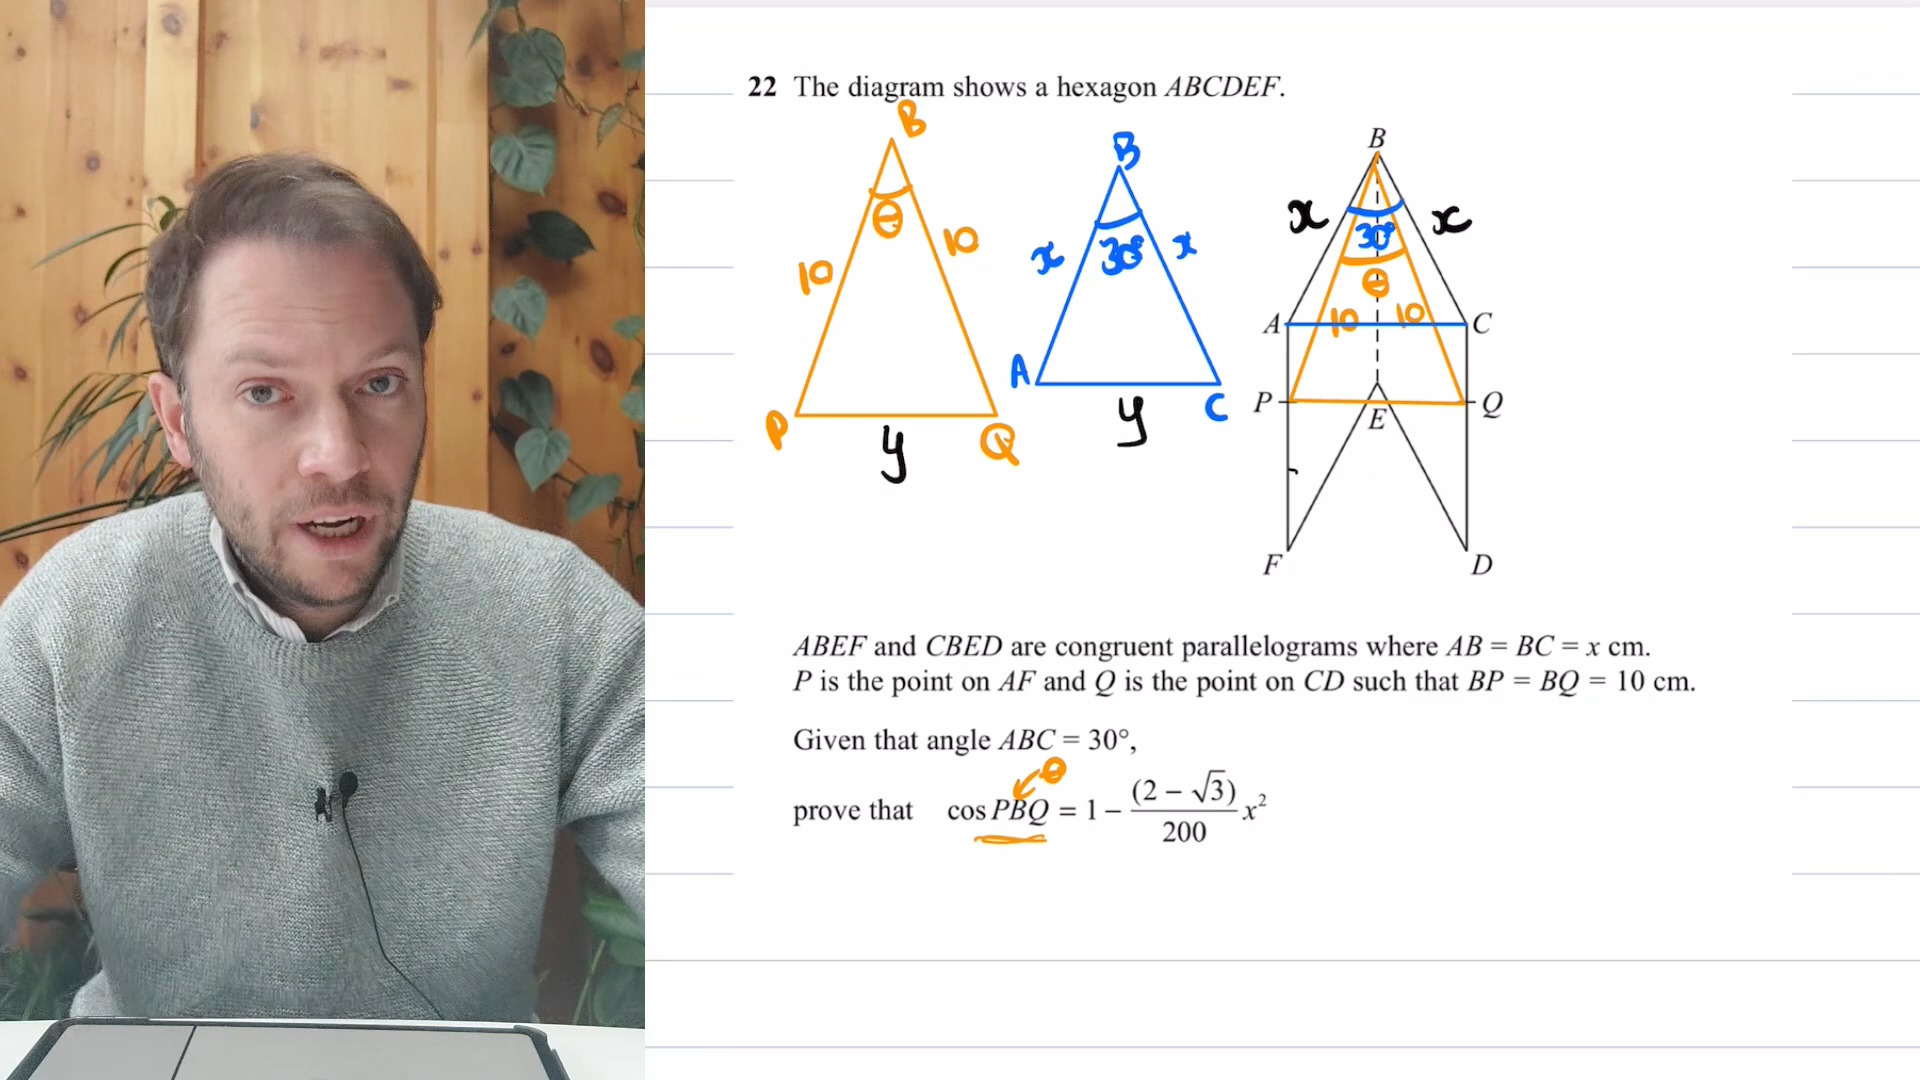 22 The diagram shows a hexagon ABCDEF.
B
θ
10
10
P
Q
y
B
30°
x
x
A
C
y
B
x
x
30°
θ
10
10
A
C
P
Q
E
F
D
ABEF and CBED are congruent parallelograms where AB = BC = x cm.
P is the point on AF and Q is the point on CD such that BP = BQ = 10 cm.
Given that angle ABC = 30°,
θ
prove that cos PBQ = 1 − (2 − √3)/200 x²